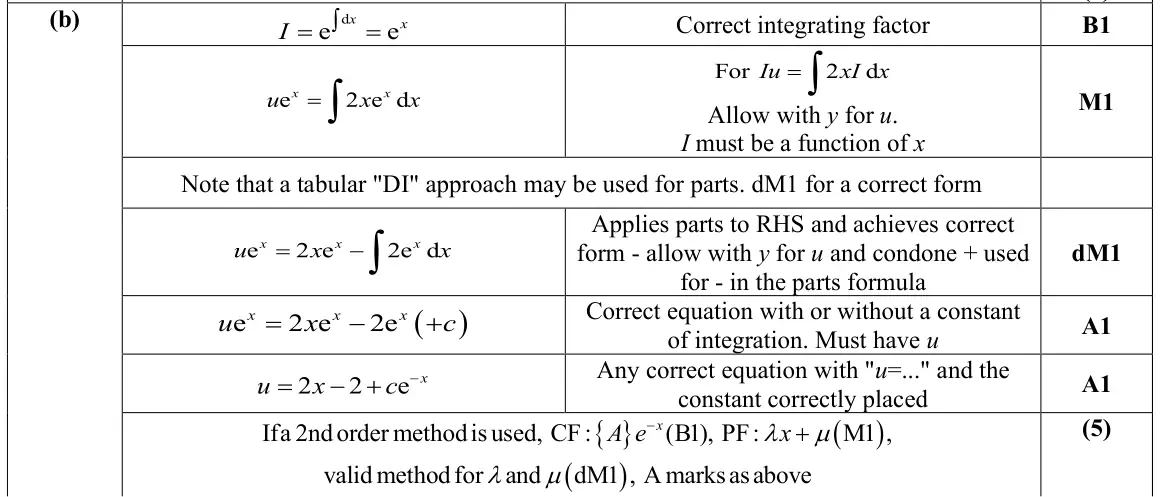 (b)
I = e^{∫dx} = e^x
Correct integrating factor
B1
ue^x = ∫2xe^x dx
For Iu = ∫2xI dx
Allow with y for u.
I must be a function of x
M1
Note that a tabular "DI" approach may be used for parts. dM1 for a correct form
ue^x = 2xe^x − ∫2e^x dx
Applies parts to RHS and achieves correct
form - allow with y for u and condone + used
for - in the parts formula
dM1
ue^x = 2xe^x − 2e^x (+c)
Correct equation with or without a constant
of integration. Must have u
A1
u = 2x − 2 + ce^{−x}
Any correct equation with "u=..." and the
constant correctly placed
A1
If a 2nd order method is used, CF: {A}e^{−x} (B1), PF: λx + μ (M1),
valid method for λ and μ (dM1), A marks as above
(5)